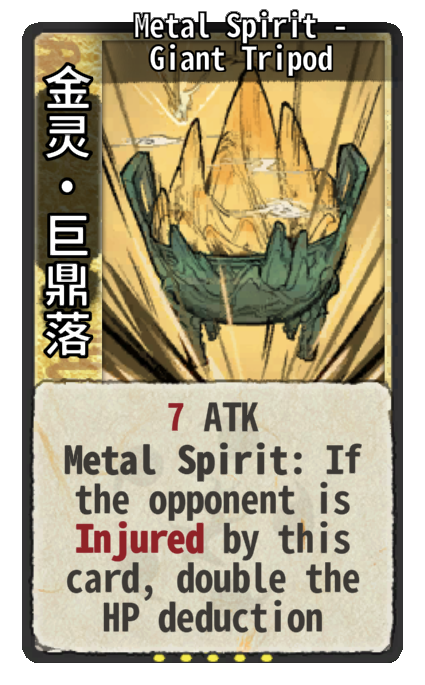 Metal Spirit -
Giant Tripod
金灵·巨鼎落
7 ATK
Metal Spirit: If
the opponent is
Injured by this
card, double the
HP deduction